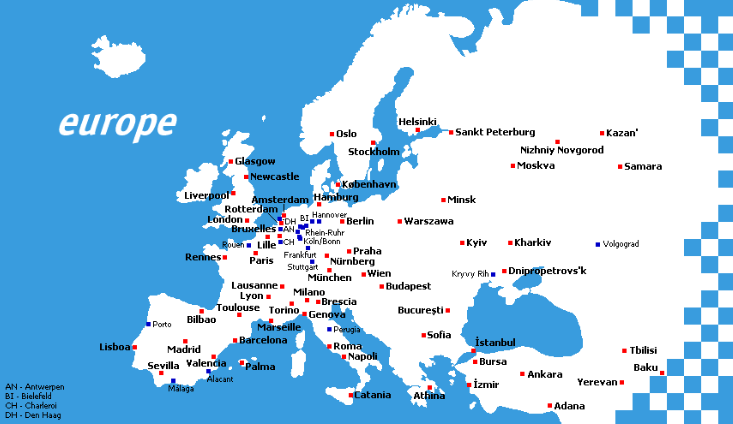 europe
Helsinki
Oslo
Sankt Peterburg
Kazan'
Stockholm
Nizhniy Novgorod
Glasgow
Moskva
Samara
Newcastle
København
Liverpool
Amsterdam
Hamburg
Minsk
Rotterdam
DH
BI
Hannover
London
Berlin
Warszawa
Bruxelles
AN
Rhein-Ruhr
Rouen
Lille
CH
Köln/Bonn
Kyiv
Kharkiv
Volgograd
Rennes
Paris
Frankfurt
Praha
Nürnberg
Stuttgart
Kryvy Rih
Dnipropetrovs'k
München
Wien
Lausanne
Budapest
Lyon
Milano
Brescia
Toulouse
Torino
Genova
Bucureşti
Porto
Bilbao
Marseille
Perugia
Sofia
Lisboa
Madrid
Barcelona
Roma
İstanbul
Tbilisi
Valencia
Napoli
Bursa
Sevilla
Palma
Baku
Alacant
Ankara
Málaga
İzmir
Yerevan
Catania
Athina
Adana
AN - Antwerpen
BI - Bielefeld
CH - Charleroi
DH - Den Haag